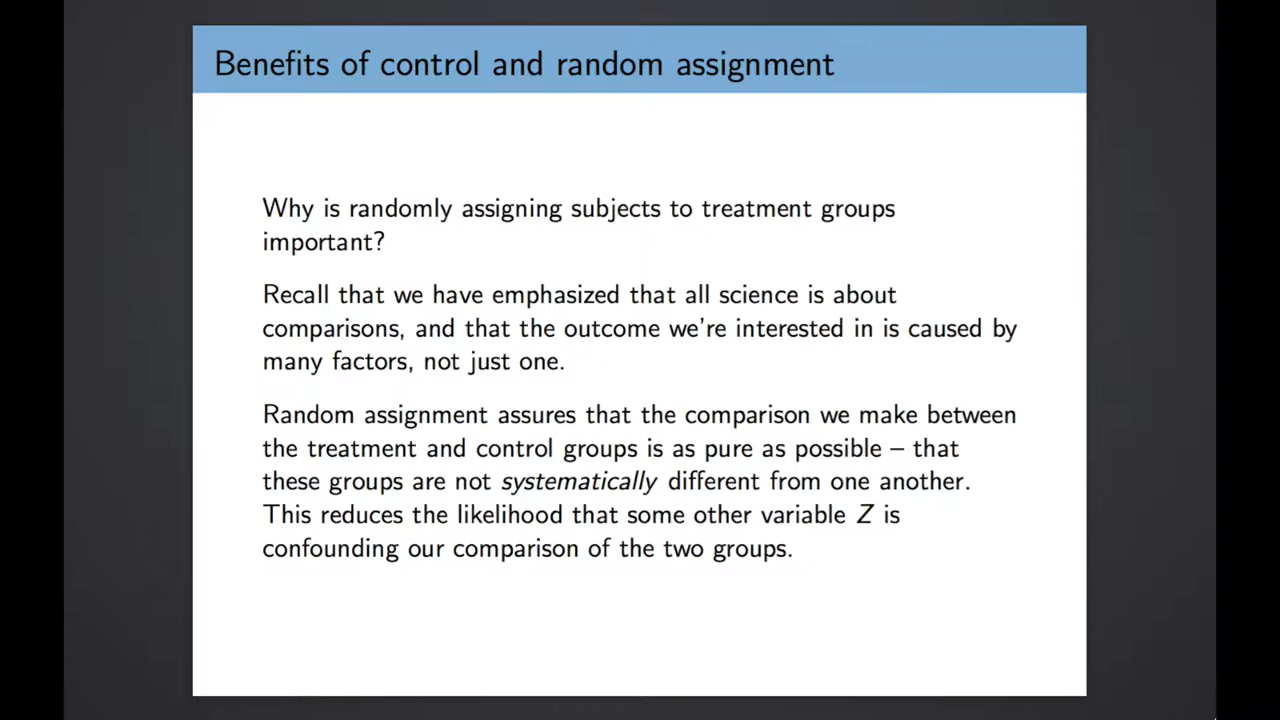 Benefits of control and random assignment
Why is randomly assigning subjects to treatment groups
important?
Recall that we have emphasized that all science is about
comparisons, and that the outcome we're interested in is caused by
many factors, not just one.
Random assignment assures that the comparison we make between
the treatment and control groups is as pure as possible – that
these groups are not systematically different from one another.
This reduces the likelihood that some other variable Z is
confounding our comparison of the two groups.